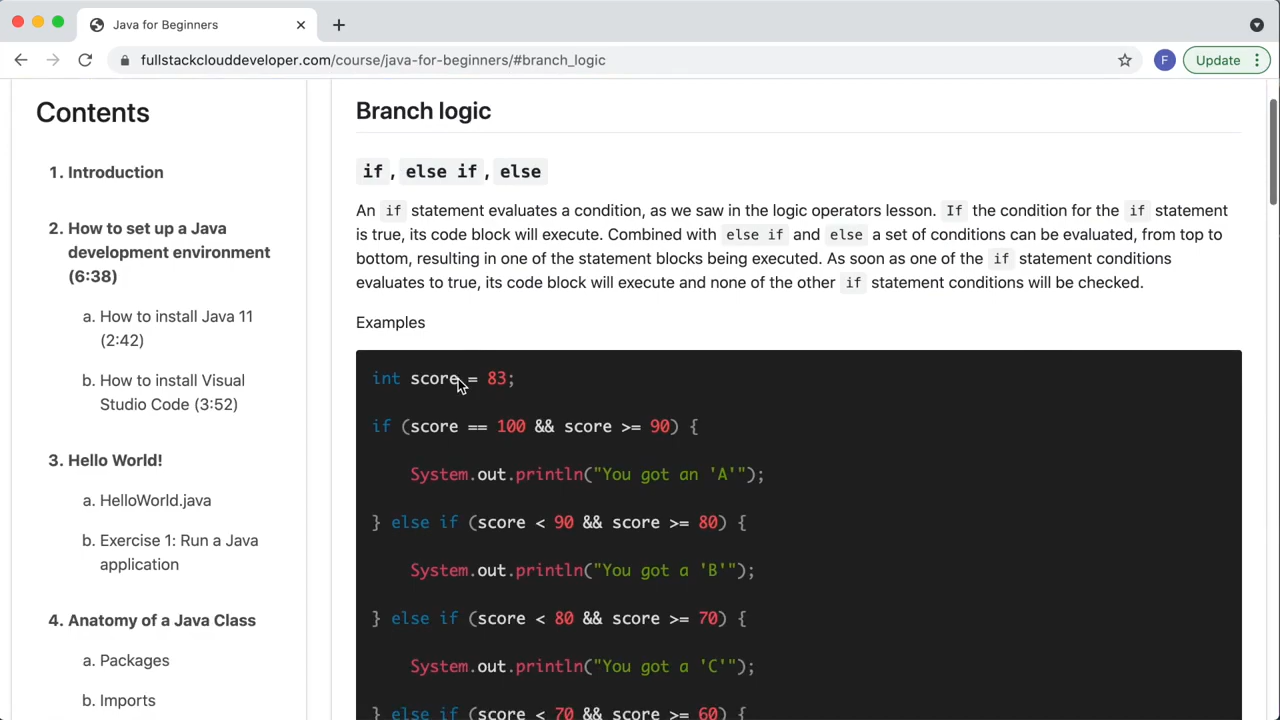 Java for Beginners
fullstackclouddeveloper.com/course/java-for-beginners/#branch_logic
F
Update
Contents
1. Introduction
2. How to set up a Java
development environment
(6:38)
a. How to install Java 11
(2:42)
b. How to install Visual
Studio Code (3:52)
3. Hello World!
a. HelloWorld.java
b. Exercise 1: Run a Java
application
4. Anatomy of a Java Class
a. Packages
b. Imports
Branch logic
if, else if, else
An if statement evaluates a condition, as we saw in the logic operators lesson. If the condition for the if statement
is true, its code block will execute. Combined with else if and else a set of conditions can be evaluated, from top to
bottom, resulting in one of the statement blocks being executed. As soon as one of the if statement conditions
evaluates to true, its code block will execute and none of the other if statement conditions will be checked.
Examples
int score = 83;
if (score == 100 && score >= 90) {
System.out.println("You got an 'A'");
} else if (score < 90 && score >= 80) {
System.out.println("You got a 'B'");
} else if (score < 80 && score >= 70) {
System.out.println("You got a 'C'");
} else if (score < 70 && score >= 60) {